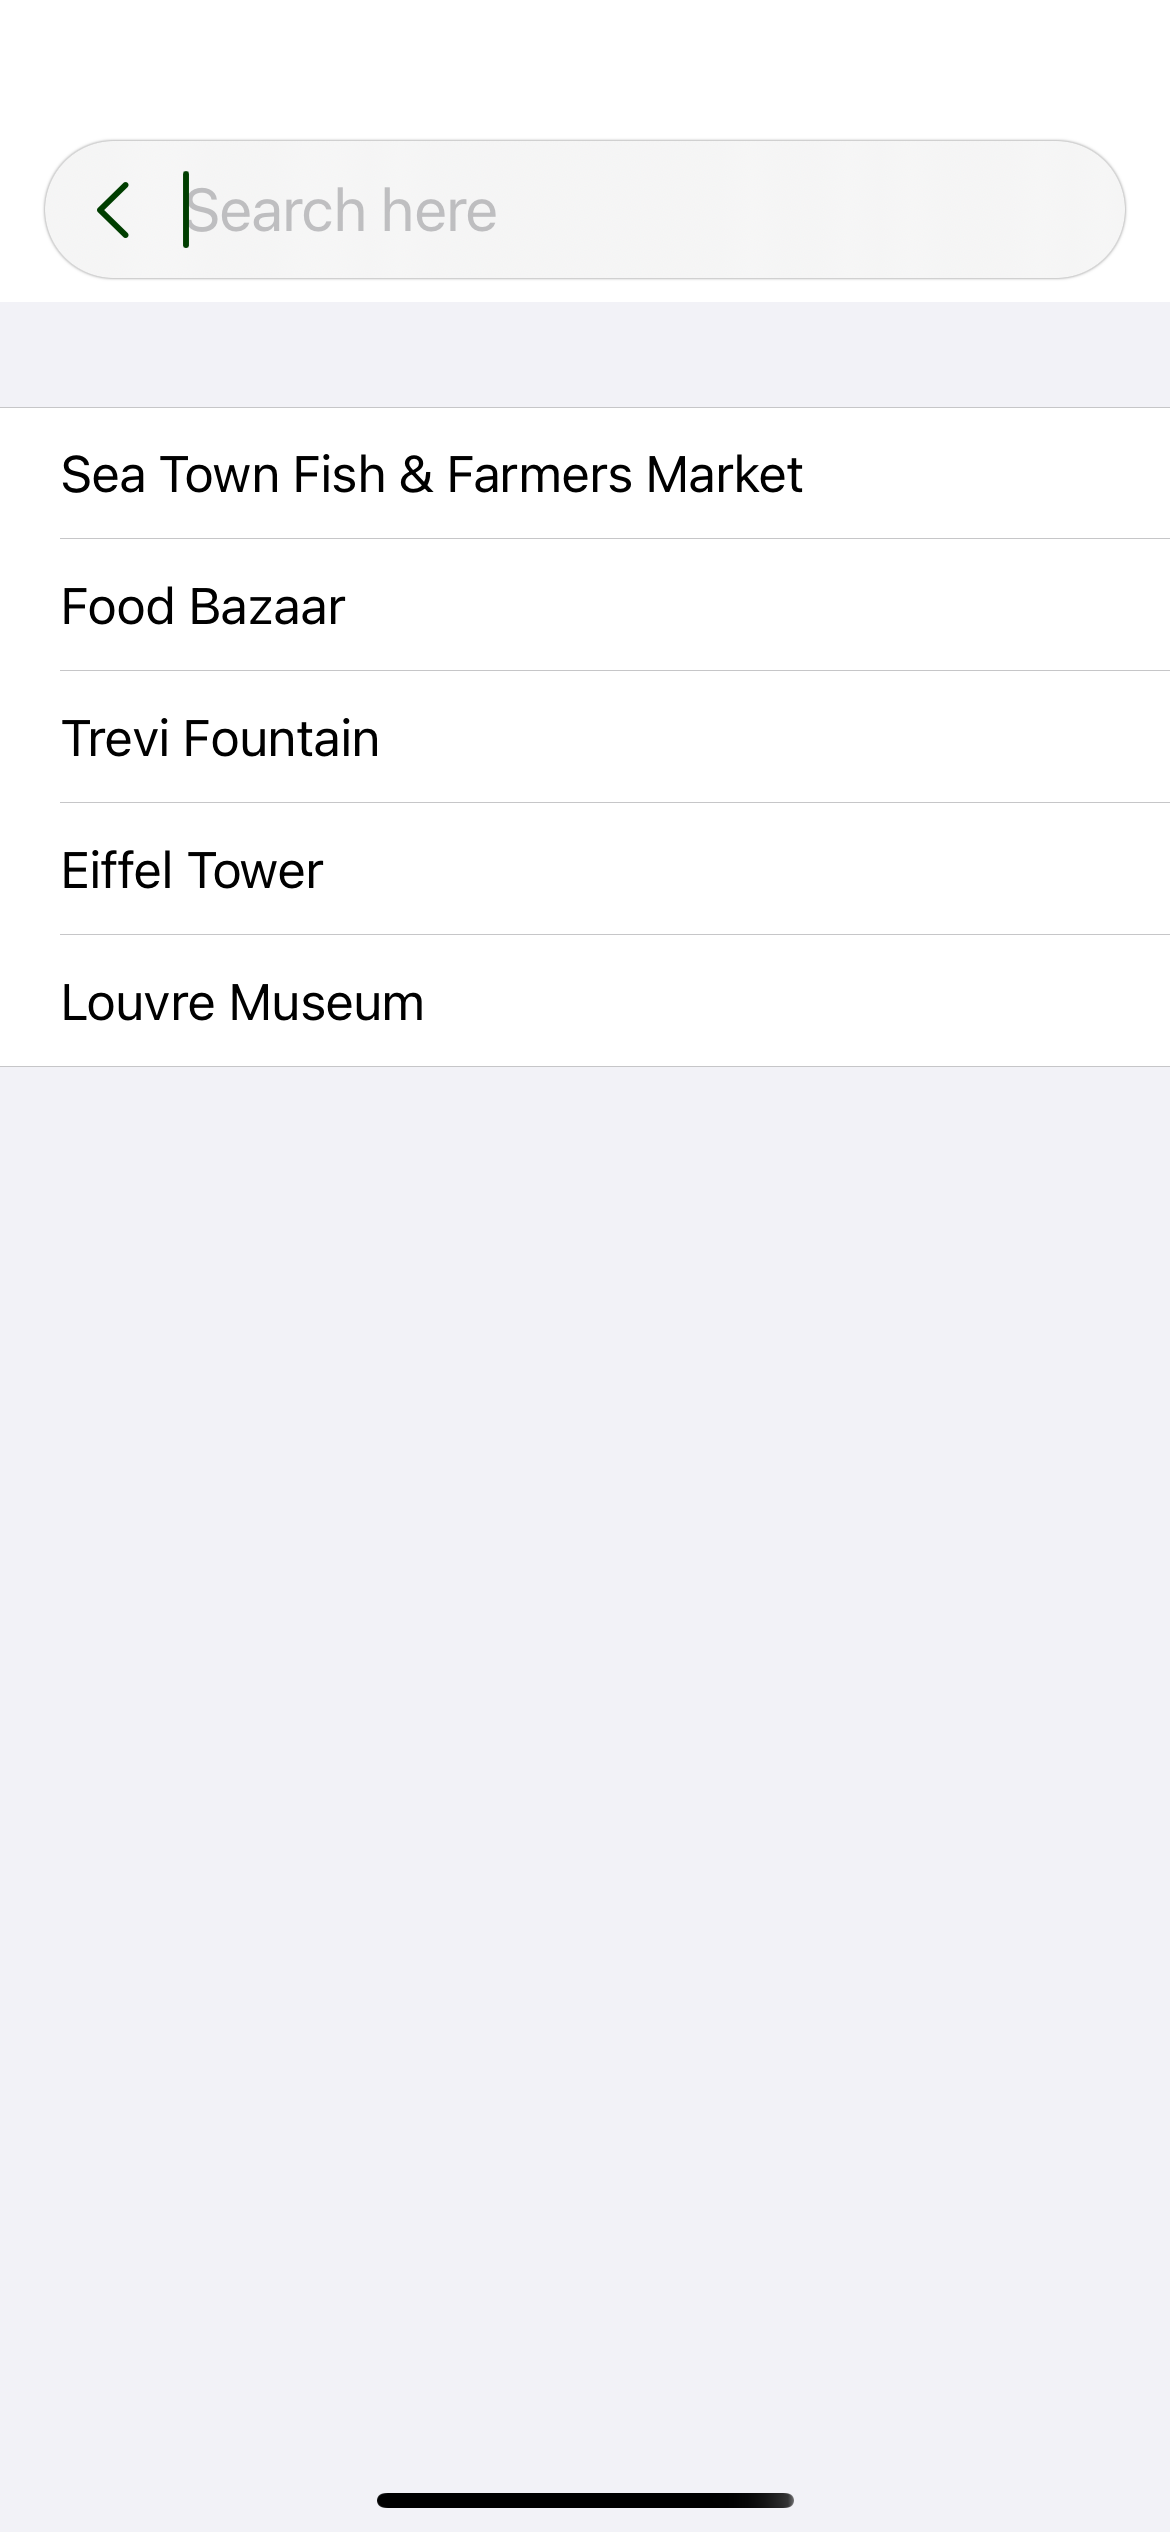 Search here
Sea Town Fish & Farmers Market
Food Bazaar
Trevi Fountain
Eiffel Tower
Louvre Museum